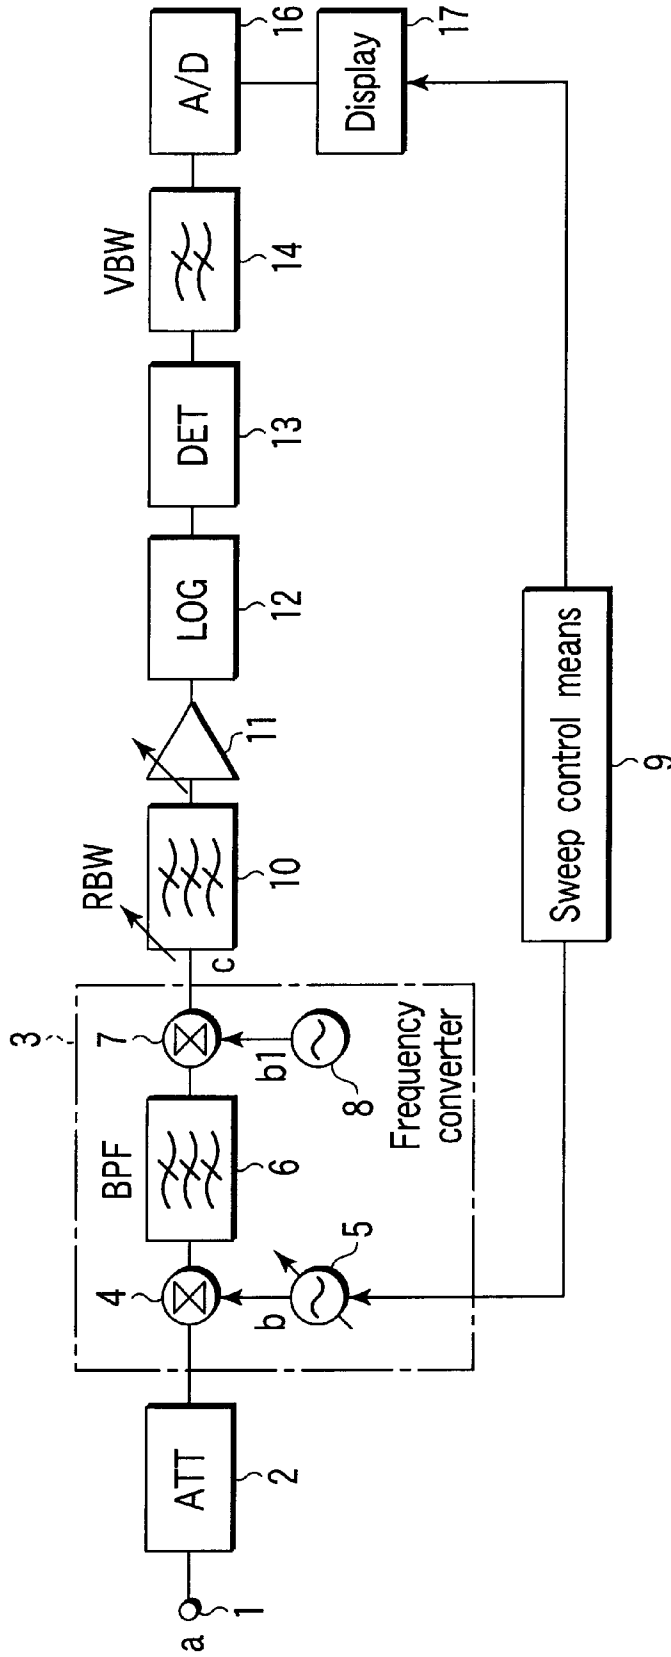 a
1
ATT
2
3
4
b
5
BPF
6
7
b1
8
Frequency
converter
c
RBW
10
11
LOG
12
DET
13
VBW
14
A/D
16
Display
17
Sweep control means
9